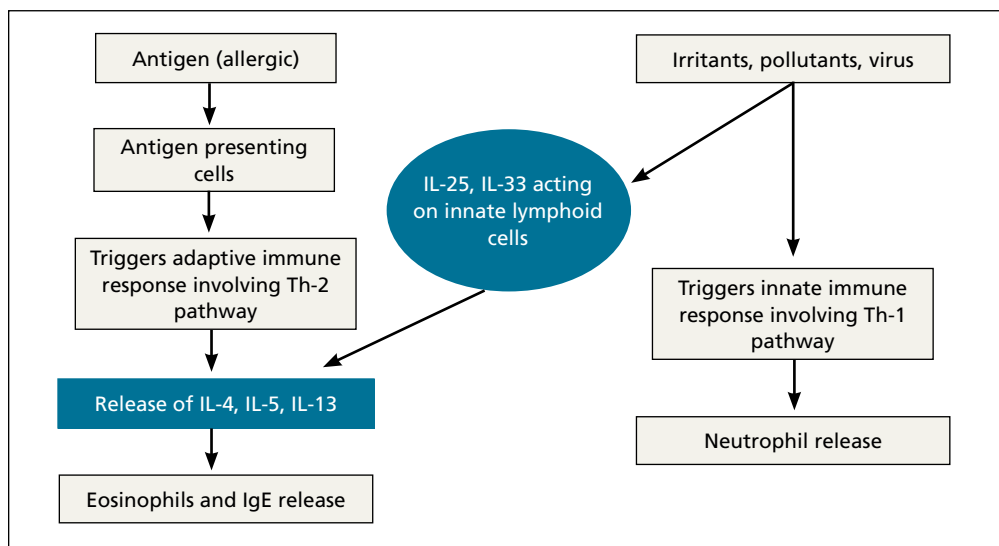 Antigen (allergic)
Antigen presenting
cells
Triggers adaptive immune
response involving Th-2
pathway
Release of IL-4, IL-5, IL-13
Eosinophils and IgE release
IL-25, IL-33 acting
on innate lymphoid
cells
Irritants, pollutants, virus
Triggers innate immune
response involving Th-1
pathway
Neutrophil release